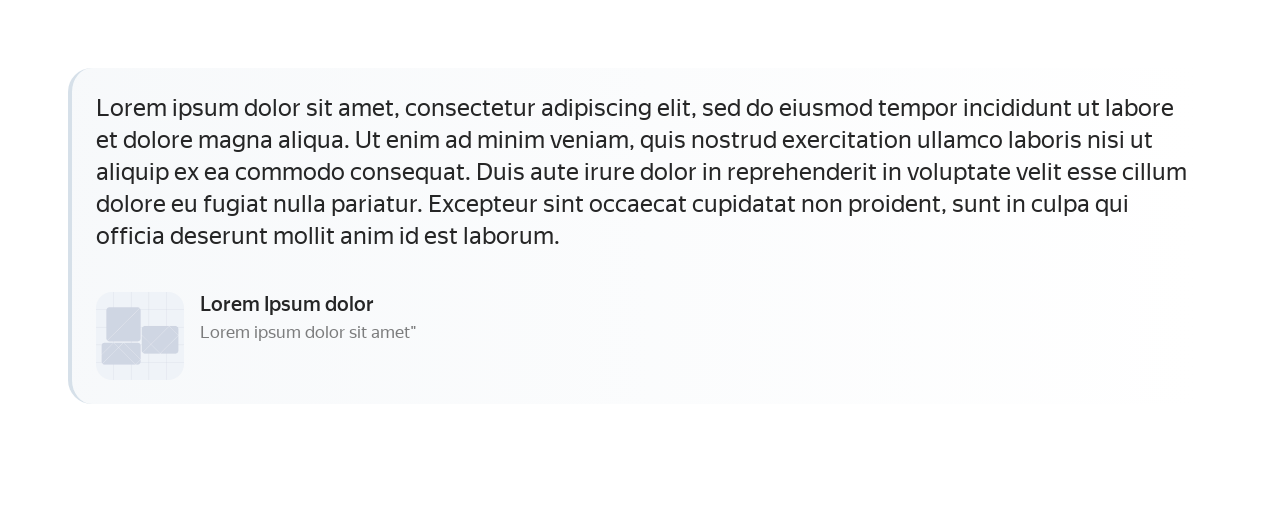 Lorem ipsum dolor sit amet, consectetur adipiscing elit, sed do eiusmod tempor incididunt ut labore
et dolore magna aliqua. Ut enim ad minim veniam, quis nostrud exercitation ullamco laboris nisi ut
aliquip ex ea commodo consequat. Duis aute irure dolor in reprehenderit in voluptate velit esse cillum
dolore eu fugiat nulla pariatur. Excepteur sint occaecat cupidatat non proident, sunt in culpa qui
officia deserunt mollit anim id est laborum.
Lorem Ipsum dolor
Lorem ipsum dolor sit amet"